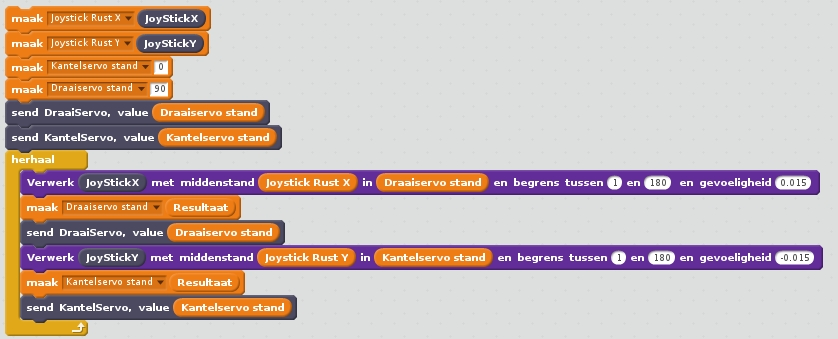 maak Joystick Rust X JoyStickX
maak Joystick Rust Y JoyStickY
maak Kantelservo stand 0
maak Draaiservo stand 90
send DraaiServo, value Draaiservo stand
send KantelServo, value Kantelservo stand
herhaal
Verwerk JoyStickX met middenstand Joystick Rust X in Draaiservo stand en begrens tussen 1 en 180 en gevoeligheid 0.015
maak Draaiservo stand Resultaat
send DraaiServo, value Draaiservo stand
Verwerk JoyStickY met middenstand Joystick Rust Y in Kantelservo stand en begrens tussen 1 en 180 en gevoeligheid -0.015
maak Kantelservo stand Resultaat
send KantelServo, value Kantelservo stand